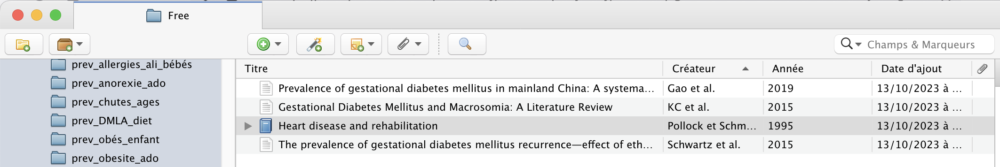 Free
Champs & Marqueurs
prev_allergies_ali_bébés
prev_anorexie_ado
prev_chutes_ages
prev_DMLA_diet
prev_obés_enfant
prev_obesite_ado
Titre Créateur Année Date d'ajout
Prevalence of gestational diabetes mellitus in mainland China: A systema... Gao et al. 2019 13/10/2023 à ...
Gestational Diabetes Mellitus and Macrosomia: A Literature Review KC et al. 2015 13/10/2023 à ...
Heart disease and rehabilitation Pollock et Schm... 1995 13/10/2023 à ...
The prevalence of gestational diabetes mellitus recurrence—effect of eth... Schwartz et al. 2015 13/10/2023 à ...